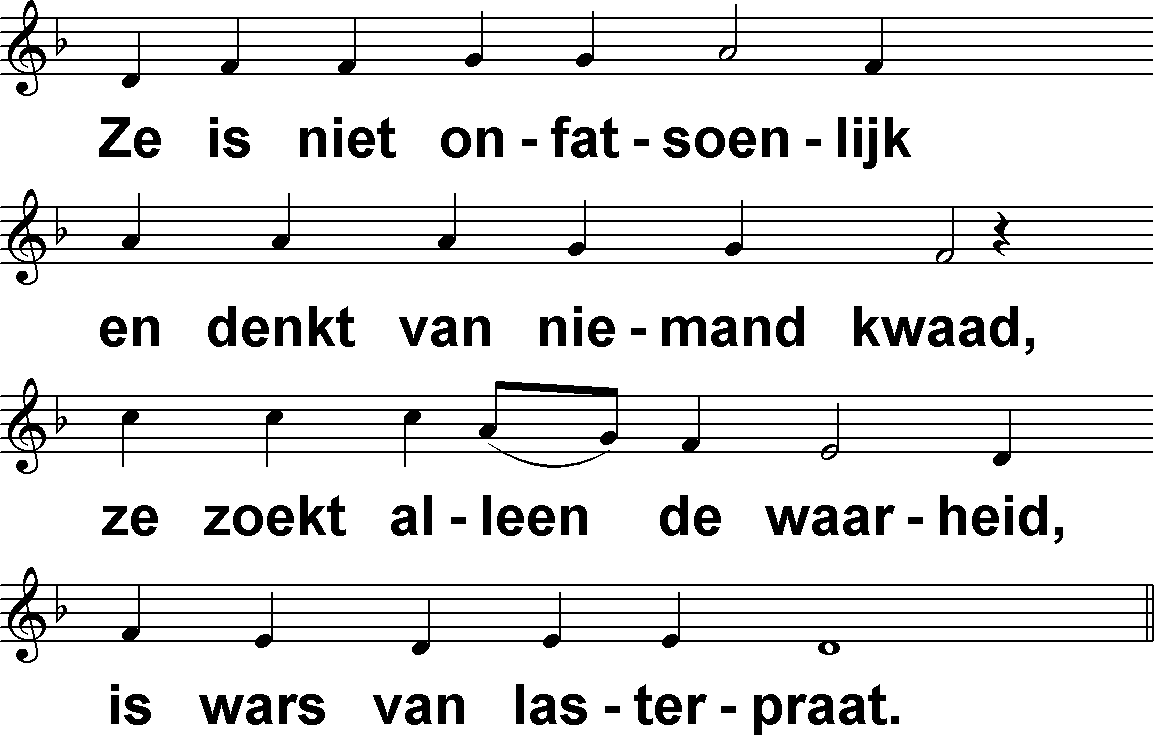 Ze is niet on - fat - soen - lijk
en denkt van nie - mand kwaad,
ze zoekt al - leen de waar - heid,
is wars van las - ter - praat.